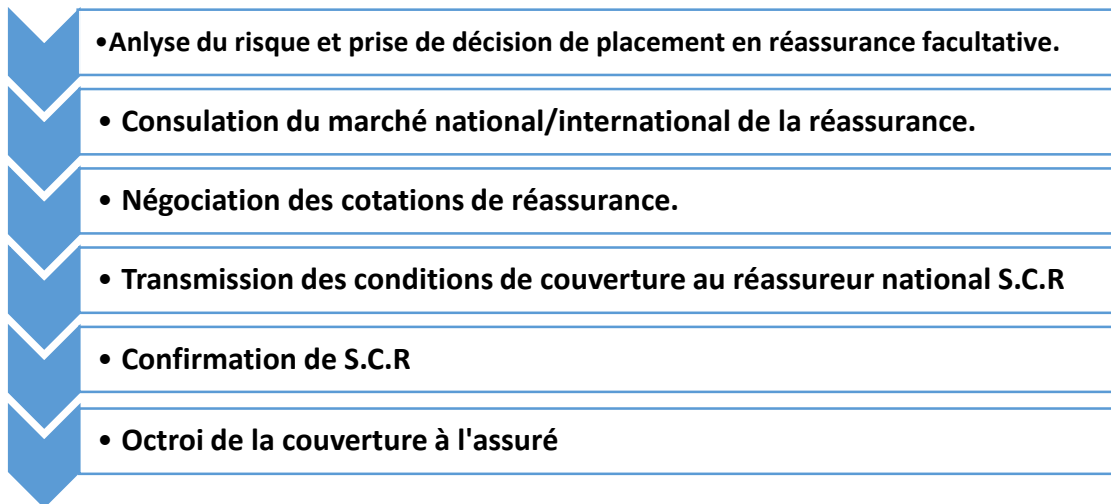 •Anlyse du risque et prise de décision de placement en réassurance facultative.
• Consulation du marché national/international de la réassurance.
• Négociation des cotations de réassurance.
• Transmission des conditions de couverture au réassureur national S.C.R
• Confirmation de S.C.R
• Octroi de la couverture à l'assuré